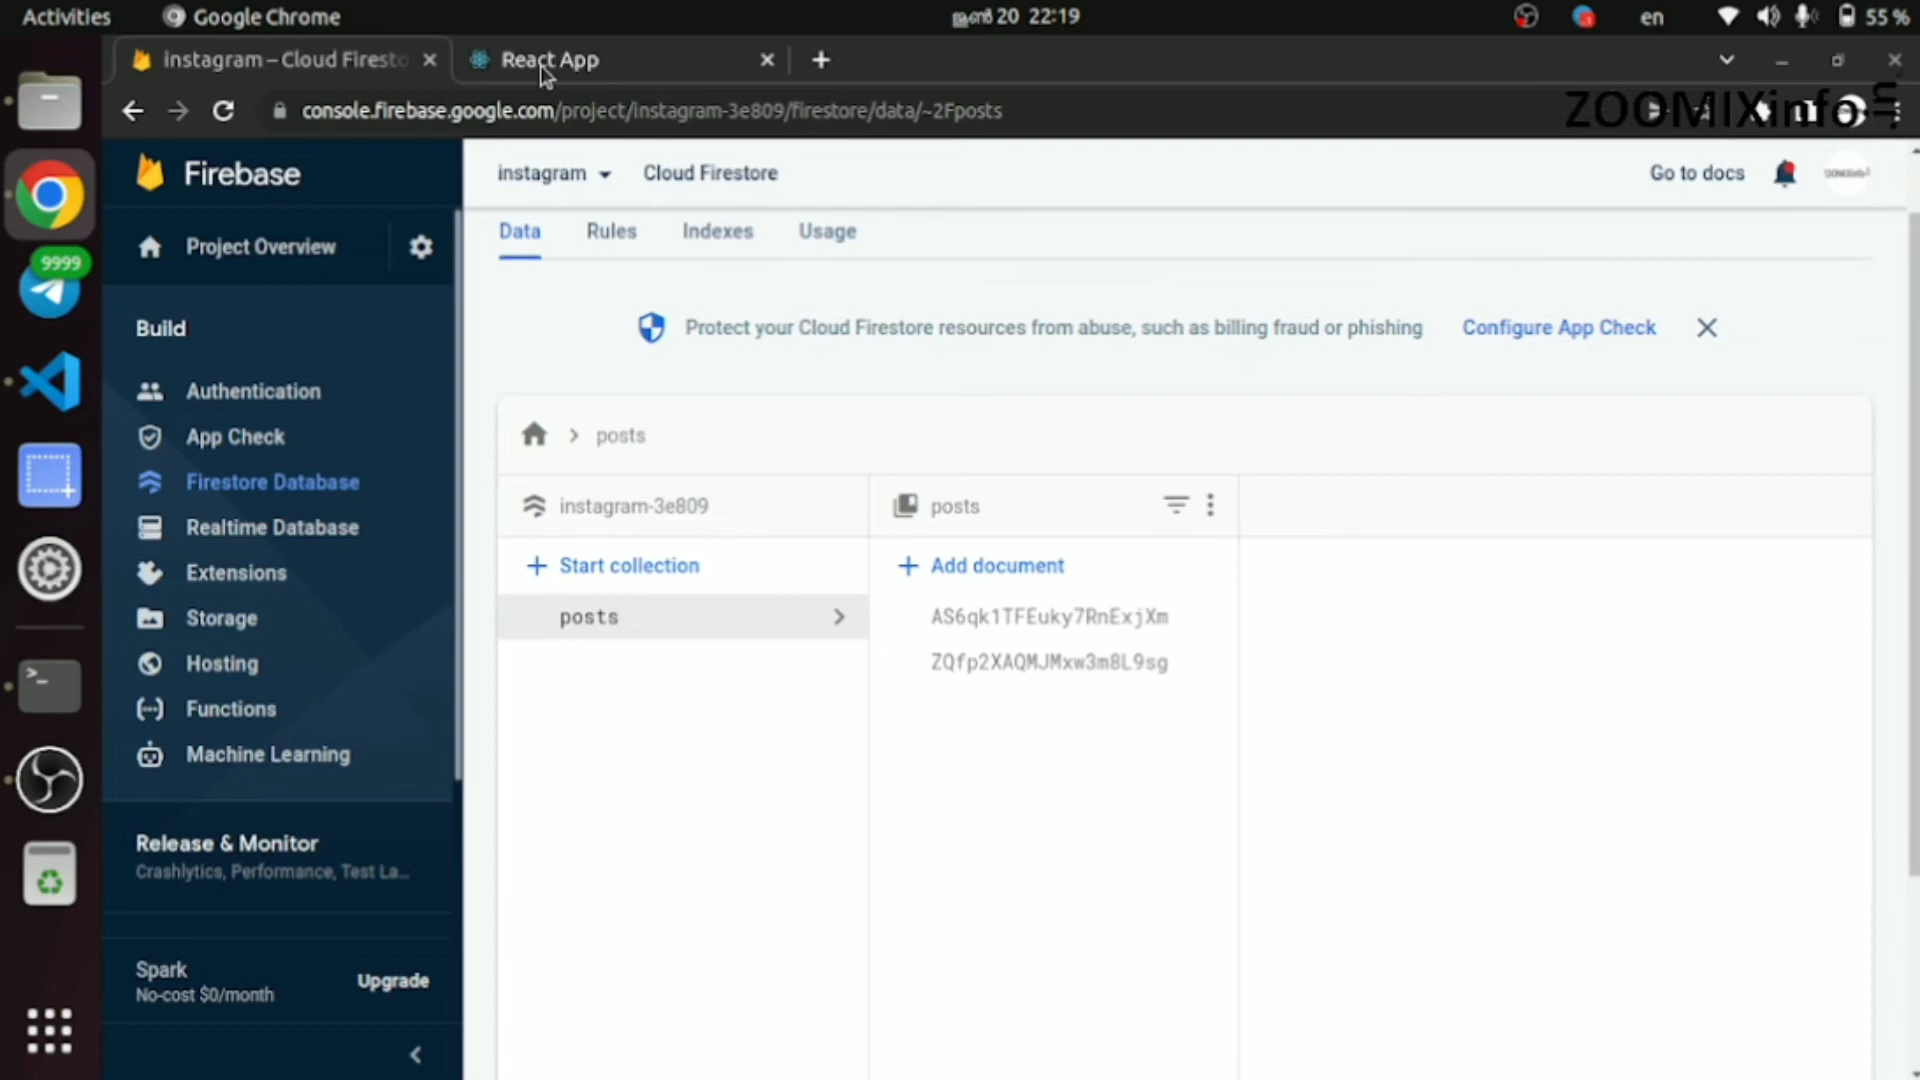 Activities
Google Chrome
ജൂൺ 20 22:19
en
55 %
instagram – Cloud Firesto
React App
console.firebase.google.com/project/instagram-3e809/firestore/data/~2Fposts
ZOOMIXinfo
Firebase
instagram
Cloud Firestore
Go to docs
Project Overview
Data
Rules
Indexes
Usage
9999
Build
Protect your Cloud Firestore resources from abuse, such as billing fraud or phishing
Configure App Check
Authentication
App Check
Firestore Database
Realtime Database
Extensions
Storage
Hosting
Functions
Machine Learning
posts
instagram-3e809
posts
Start collection
Add document
posts
AS6qk1TFEuky7RnExjXm
ZQfp2XAQMJMxw3m8L9sg
Release & Monitor
Crashlytics, Performance, Test La...
Spark
No-cost $0/month
Upgrade